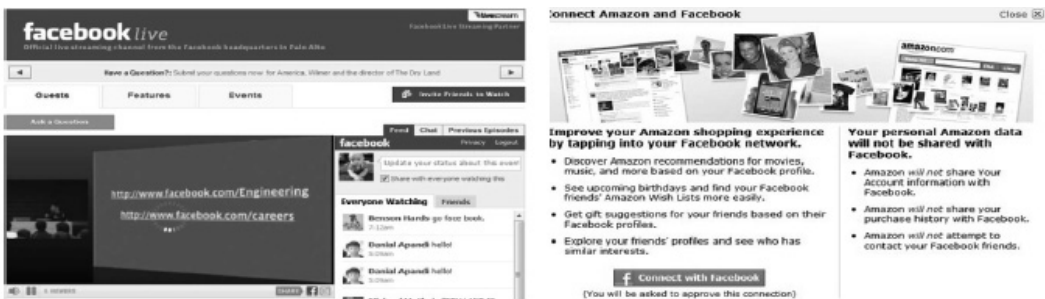 livestream
facebook live
Facebook Live Streaming Partner
Official live streaming channel from the Facebook headquarters in Palo Alto
Have a Question?: Submit your questions now for America, Wilmer and the director of The Dry Land
Guests Features Events Invite Friends to Watch
Ask a Question
Feed Chat Previous Episodes
facebook Privacy Logout
Update your status about this event
Share with everyone watching this
http://www.facebook.com/Engineering
http://www.facebook.com/careers
Everyone Watching Friends
Benson Hards go face book.
7:12am
Danial Apandi hello!
5:09am
Danial Apandi hello!
5:09am
SHARE
Connect Amazon and Facebook Close
amazon.com
Improve your Amazon shopping experience
by tapping into your Facebook network.
• Discover Amazon recommendations for movies,
music, and more based on your Facebook profile.
• See upcoming birthdays and find your Facebook
friends' Amazon Wish Lists more easily.
• Get gift suggestions for your friends based on their
Facebook profiles.
• Explore your friends' profiles and see who has
similar interests.
f Connect with facebook
(You will be asked to approve this connection)
Your personal Amazon data
will not be shared with
Facebook.
• Amazon will not share Your
Account information with
Facebook.
• Amazon will not share your
purchase history with Facebook.
• Amazon will not attempt to
contact your Facebook friends.